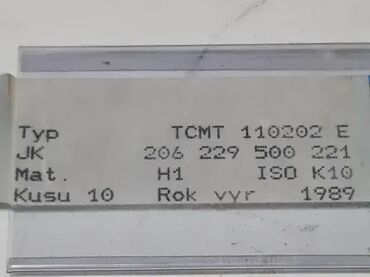 Typ TCMT 110202 E
JK 206 229 500 221
Mat. H1 ISO K10
Kusu 10 Rok vyr 1989